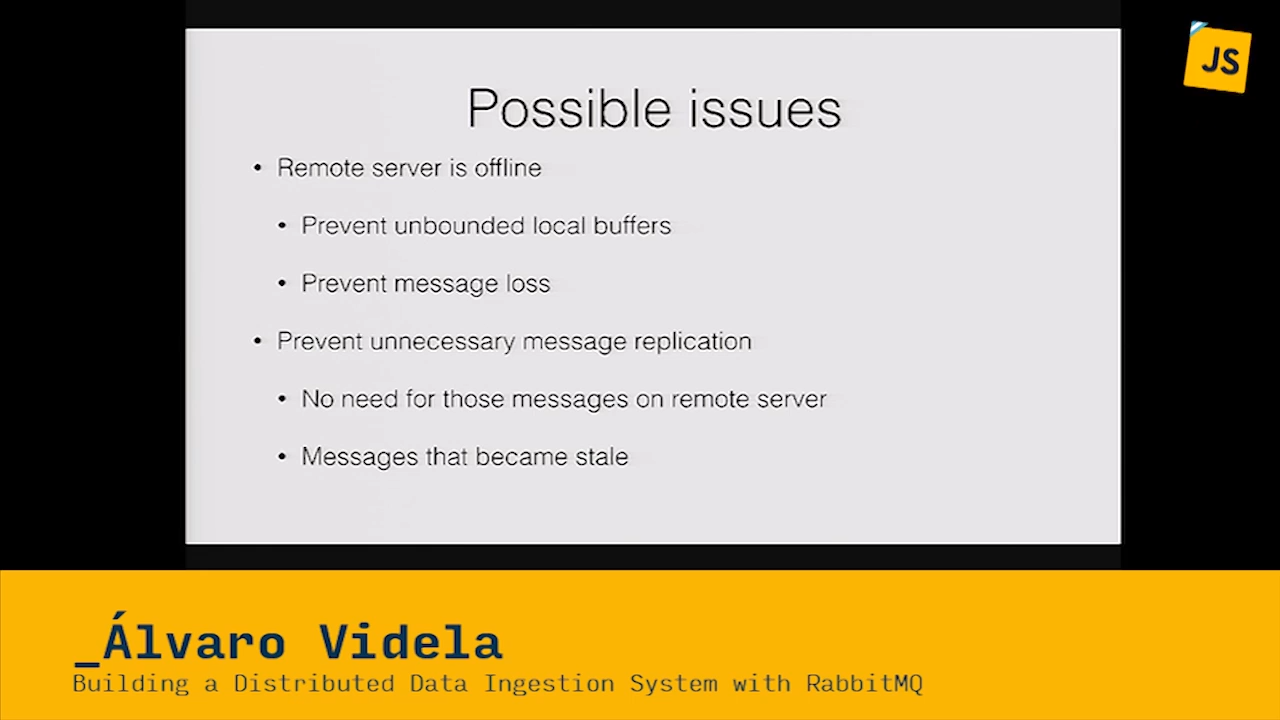 JS
Possible issues
• Remote server is offline
• Prevent unbounded local buffers
• Prevent message loss
• Prevent unnecessary message replication
• No need for those messages on remote server
• Messages that became stale
_Álvaro Videla
Building a Distributed Data Ingestion System with RabbitMQ